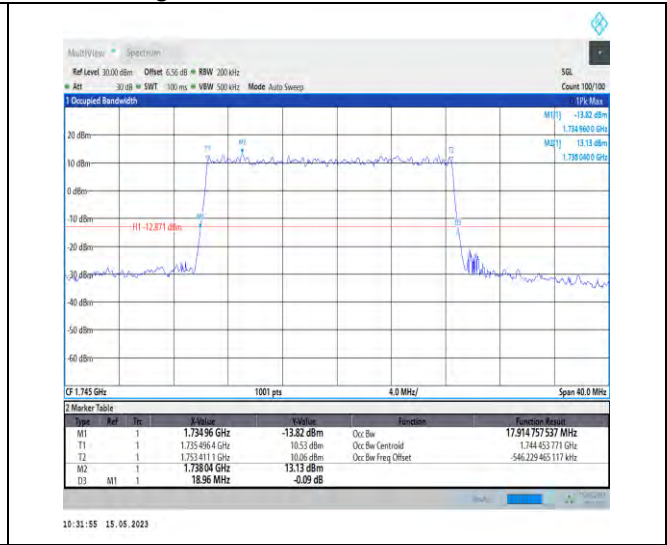 MultiView Spectrum
Ref Level 30.00 dBm Offset 6.56 dB RBW 200 kHz SGL
Att 30 dB SWT 100 ms VBW 500 kHz Mode Auto Sweep Count 100/100
1 Occupied Bandwidth 1Pk Max
M1[1] -13.82 dBm
1.734 960 0 GHz
M2[1] 13.13 dBm
1.738 040 0 GHz
20 dBm
10 dBm
0 dBm
-10 dBm
H1 -12.871 dBm
-20 dBm
-30 dBm
-40 dBm
-50 dBm
-60 dBm
T1
M2
T2
M1
D3
CF 1.745 GHz 1001 pts 4.0 MHz/ Span 40.0 MHz
2 Marker Table
Type Ref Trc X-Value Y-Value Function Function Result
M1 1 1.734 96 GHz -13.82 dBm Occ Bw 17.914 757 537 MHz
T1 1 1.735 496 4 GHz 10.53 dBm Occ Bw Centroid 1.744 453 771 GHz
T2 1 1.753 411 1 GHz 10.06 dBm Occ Bw Freq Offset -546.229 465 117 kHz
M2 1 1.738 04 GHz 13.13 dBm
D3 M1 1 18.96 MHz -0.09 dB
10:31:55 15.05.2023